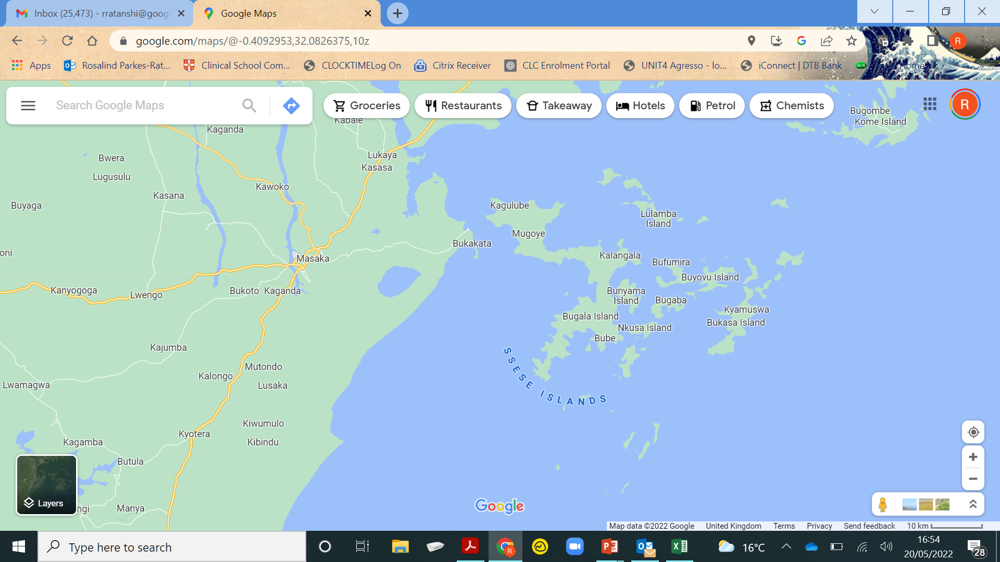 Inbox (25,473) - rratanshi@googl
Google Maps
google.com/maps/@-0.4092953,32.0826375,10z
R
Apps
Rosalind Parkes-Rat...
Clinical School Com...
CLOCKTIMELog On
Citrix Receiver
CLC Enrolment Portal
UNIT4 Agresso - lo...
iConnect | DTB Bank
Home
Search Google Maps
Groceries
Restaurants
Takeaway
Hotels
Petrol
Chemists
R
Bugombe
Kome Island
Kabale
Kaganda
Bwera
Lukaya
Kasasa
Lugusulu
Kawoko
Kasana
Buyaga
Kagulube
Lulamba
Island
Mugoye
Bukakata
oni
Masaka
Kalangala
Bufumira
Buyovu Island
Kanyogoga
Lwengo
Bukoto
Kaganda
Bunyama
Island
Bugaba
Kyamuswa
Bugala Island
Bukasa Island
Nkusa Island
Bube
Kajumba
SSESE ISLANDS
Mutondo
Kalongo
Lwamagwa
Lusaka
Kiwumulo
Kyotera
Kagamba
Kibindu
Butula
Layers
ngi
Manya
Google
Map data ©2022 Google
United Kingdom
Terms
Privacy
Send feedback
10 km
Type here to search
R
16°C
16:54
20/05/2022
28